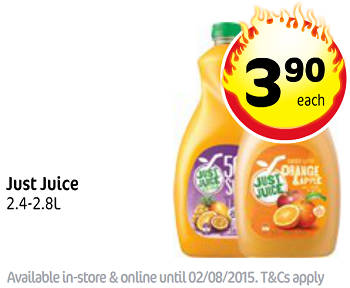 3.90
each
50
JUST
JUICE
ORANGE
& APPLE
JUST
JUICE
Just Juice
2.4-2.8L
Available in-store & online until 02/08/2015. T&Cs apply